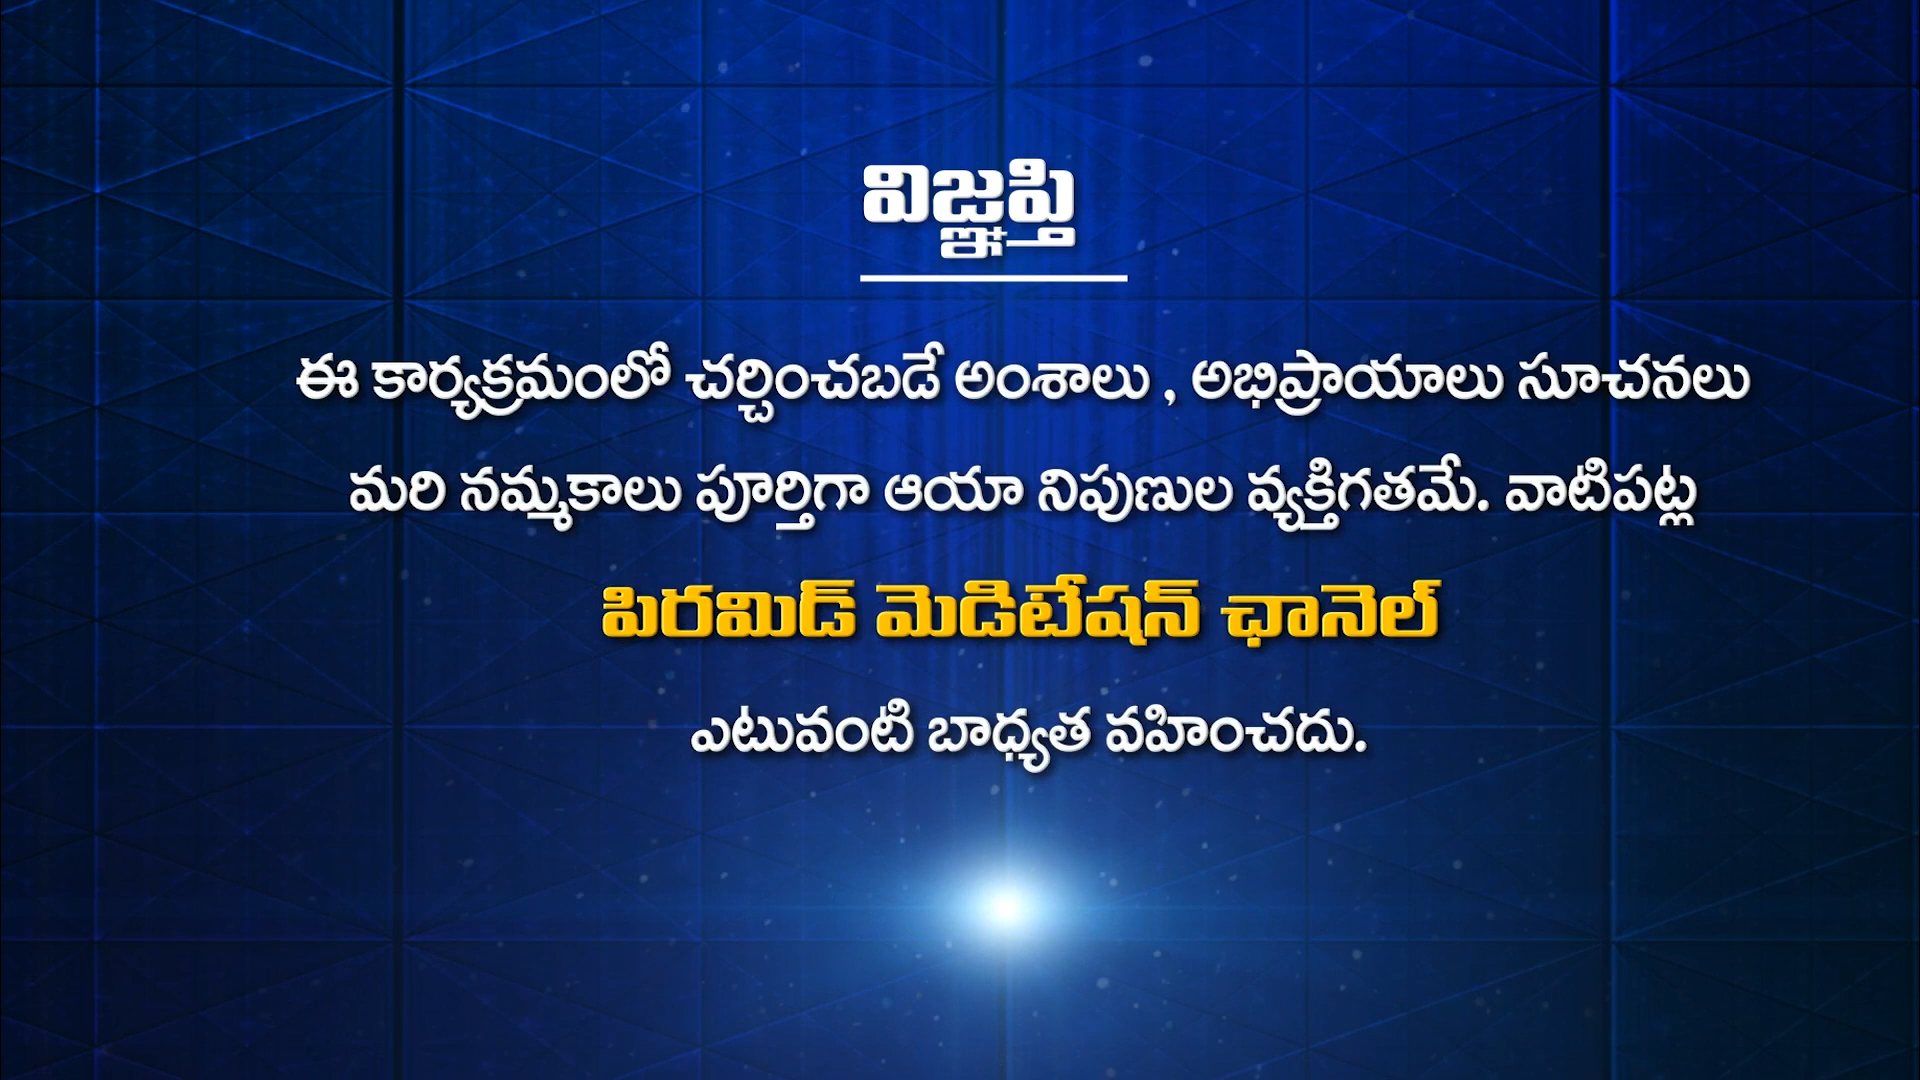 విజ్ఞప్తి
ఈ కార్యక్రమంలో చర్చించబడే అంశాలు , అభిప్రాయాలు సూచనలు
మరి నమ్మకాలు పూర్తిగా ఆయా నిపుణుల వ్యక్తిగతమే. వాటిపట్ల
పిరమిడ్ మెడిటేషన్ ఛానెల్
ఎటువంటి బాధ్యత వహించదు.